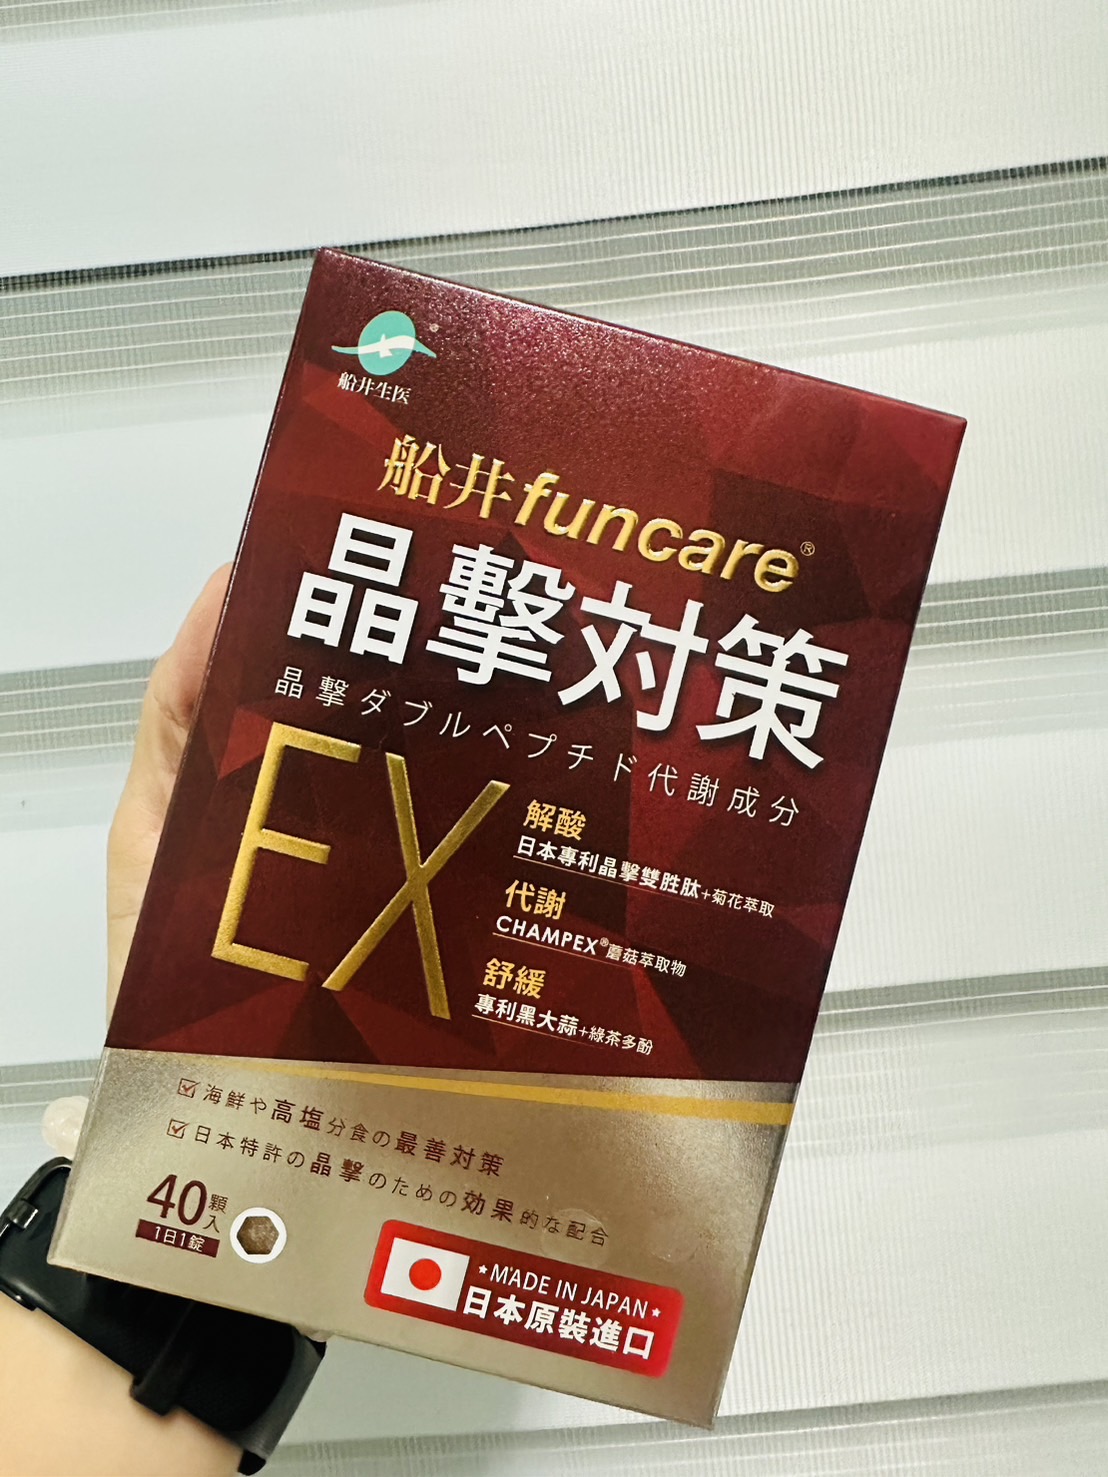 船井生医
船井funcare®
晶擊对策
晶撃ダブルペプチド代謝成分
EX
解酸
日本專利晶擊雙胜肽+菊花萃取
代謝
CHAMPEX®蘑菇萃取物
舒緩
專利黑大蒜+綠茶多酚
海鮮や高塩分食の最善対策
日本特許の晶撃のための効果的な配合
40顆入
1日1錠
★MADE IN JAPAN★
日本原裝進口